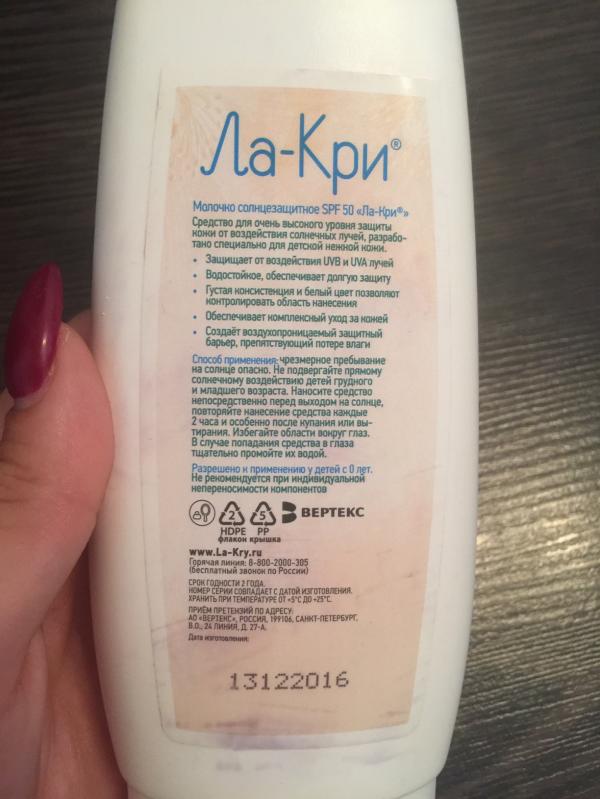 Ла-Кри®
Молочко солнцезащитное SPF 50 «Ла-Кри®»
Средство для очень высокого уровня защиты
кожи от воздействия солнечных лучей, разрабо-
тано специально для детской нежной кожи.
• Защищает от воздействия UVB и UVA лучей
• Водостойкое, обеспечивает долгую защиту
• Густая консистенция и белый цвет позволяют
контролировать область нанесения
• Обеспечивает комплексный уход за кожей
• Создаёт воздухопроницаемый защитный
барьер, препятствующий потере влаги
Способ применения: чрезмерное пребывание
на солнце опасно. Не подвергайте прямому
солнечному воздействию детей грудного
и младшего возраста. Наносите средство
непосредственно перед выходом на солнце,
повторяйте нанесение средства каждые
2 часа и особенно после купания или вы-
тирания. Избегайте области вокруг глаз.
В случае попадания средства в глаза
тщательно промойте их водой.
Разрешено к применению у детей с 0 лет.
Не рекомендуется при индивидуальной
непереносимости компонентов
2 5 ВЕРТЕКС
HDPE PP
флакон крышка
www.La-Kry.ru
Горячая линия: 8-800-2000-305
(бесплатный звонок по России)
СРОК ГОДНОСТИ 2 ГОДА.
НОМЕР СЕРИИ СОВПАДАЕТ С ДАТОЙ ИЗГОТОВЛЕНИЯ.
ХРАНИТЬ ПРИ ТЕМПЕРАТУРЕ ОТ +5°С ДО +25°С.
ПРИЁМ ПРЕТЕНЗИЙ ПО АДРЕСУ:
АО «ВЕРТЕКС», РОССИЯ, 199106, САНКТ-ПЕТЕРБУРГ,
В.О., 24 ЛИНИЯ, Д. 27-А.
Дата изготовления:
13122016